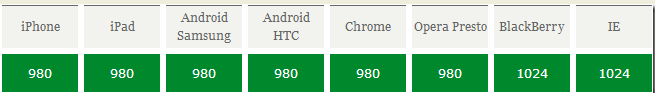 iPhone iPad Android Samsung Android HTC Chrome Opera Presto BlackBerry IE
980 980 980 980 980 980 1024 1024